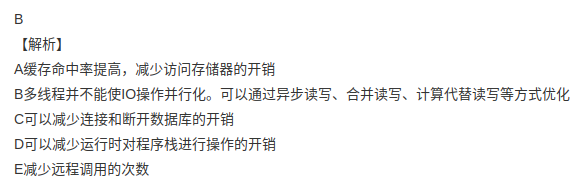 B
【解析】
A缓存命中率提高，减少访问存储器的开销
B多线程并不能使IO操作并行化。可以通过异步读写、合并读写、计算代替读写等方式优化
C可以减少连接和断开数据库的开销
D可以减少运行时对程序栈进行操作的开销
E减少远程调用的次数